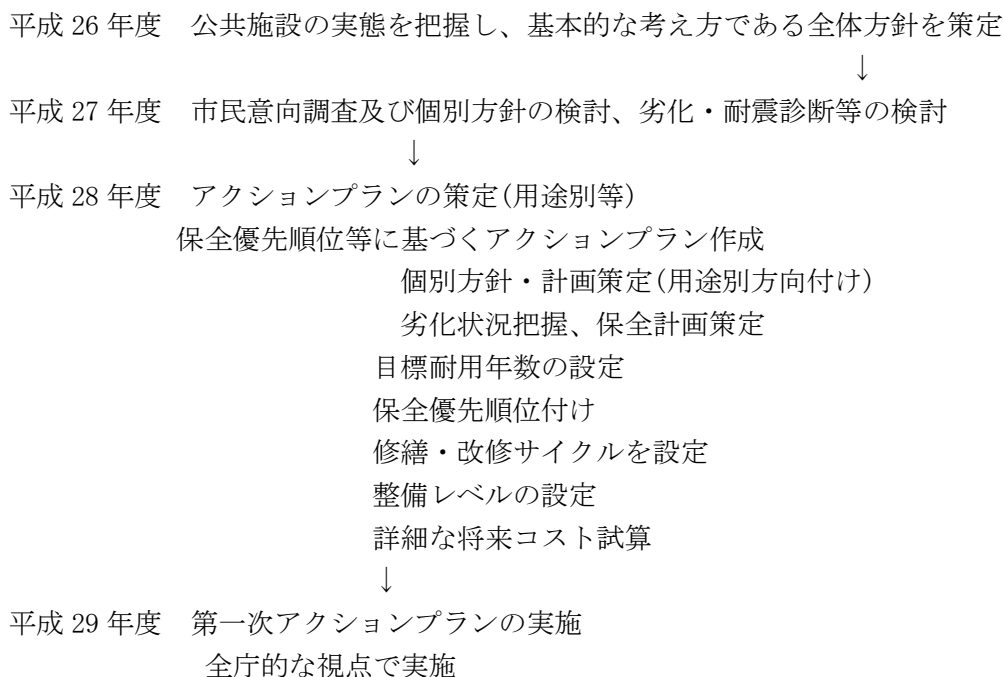 平成 26 年度　公共施設の実態を把握し、基本的な考え方である全体方針を策定
↓
平成 27 年度　市民意向調査及び個別方針の検討、劣化・耐震診断等の検討
↓
平成 28 年度　アクションプランの策定(用途別等)
保全優先順位等に基づくアクションプラン作成
個別方針・計画策定(用途別方向付け)
劣化状況把握、保全計画策定
目標耐用年数の設定
保全優先順位付け
修繕・改修サイクルを設定
整備レベルの設定
詳細な将来コスト試算
↓
平成 29 年度　第一次アクションプランの実施
全庁的な視点で実施